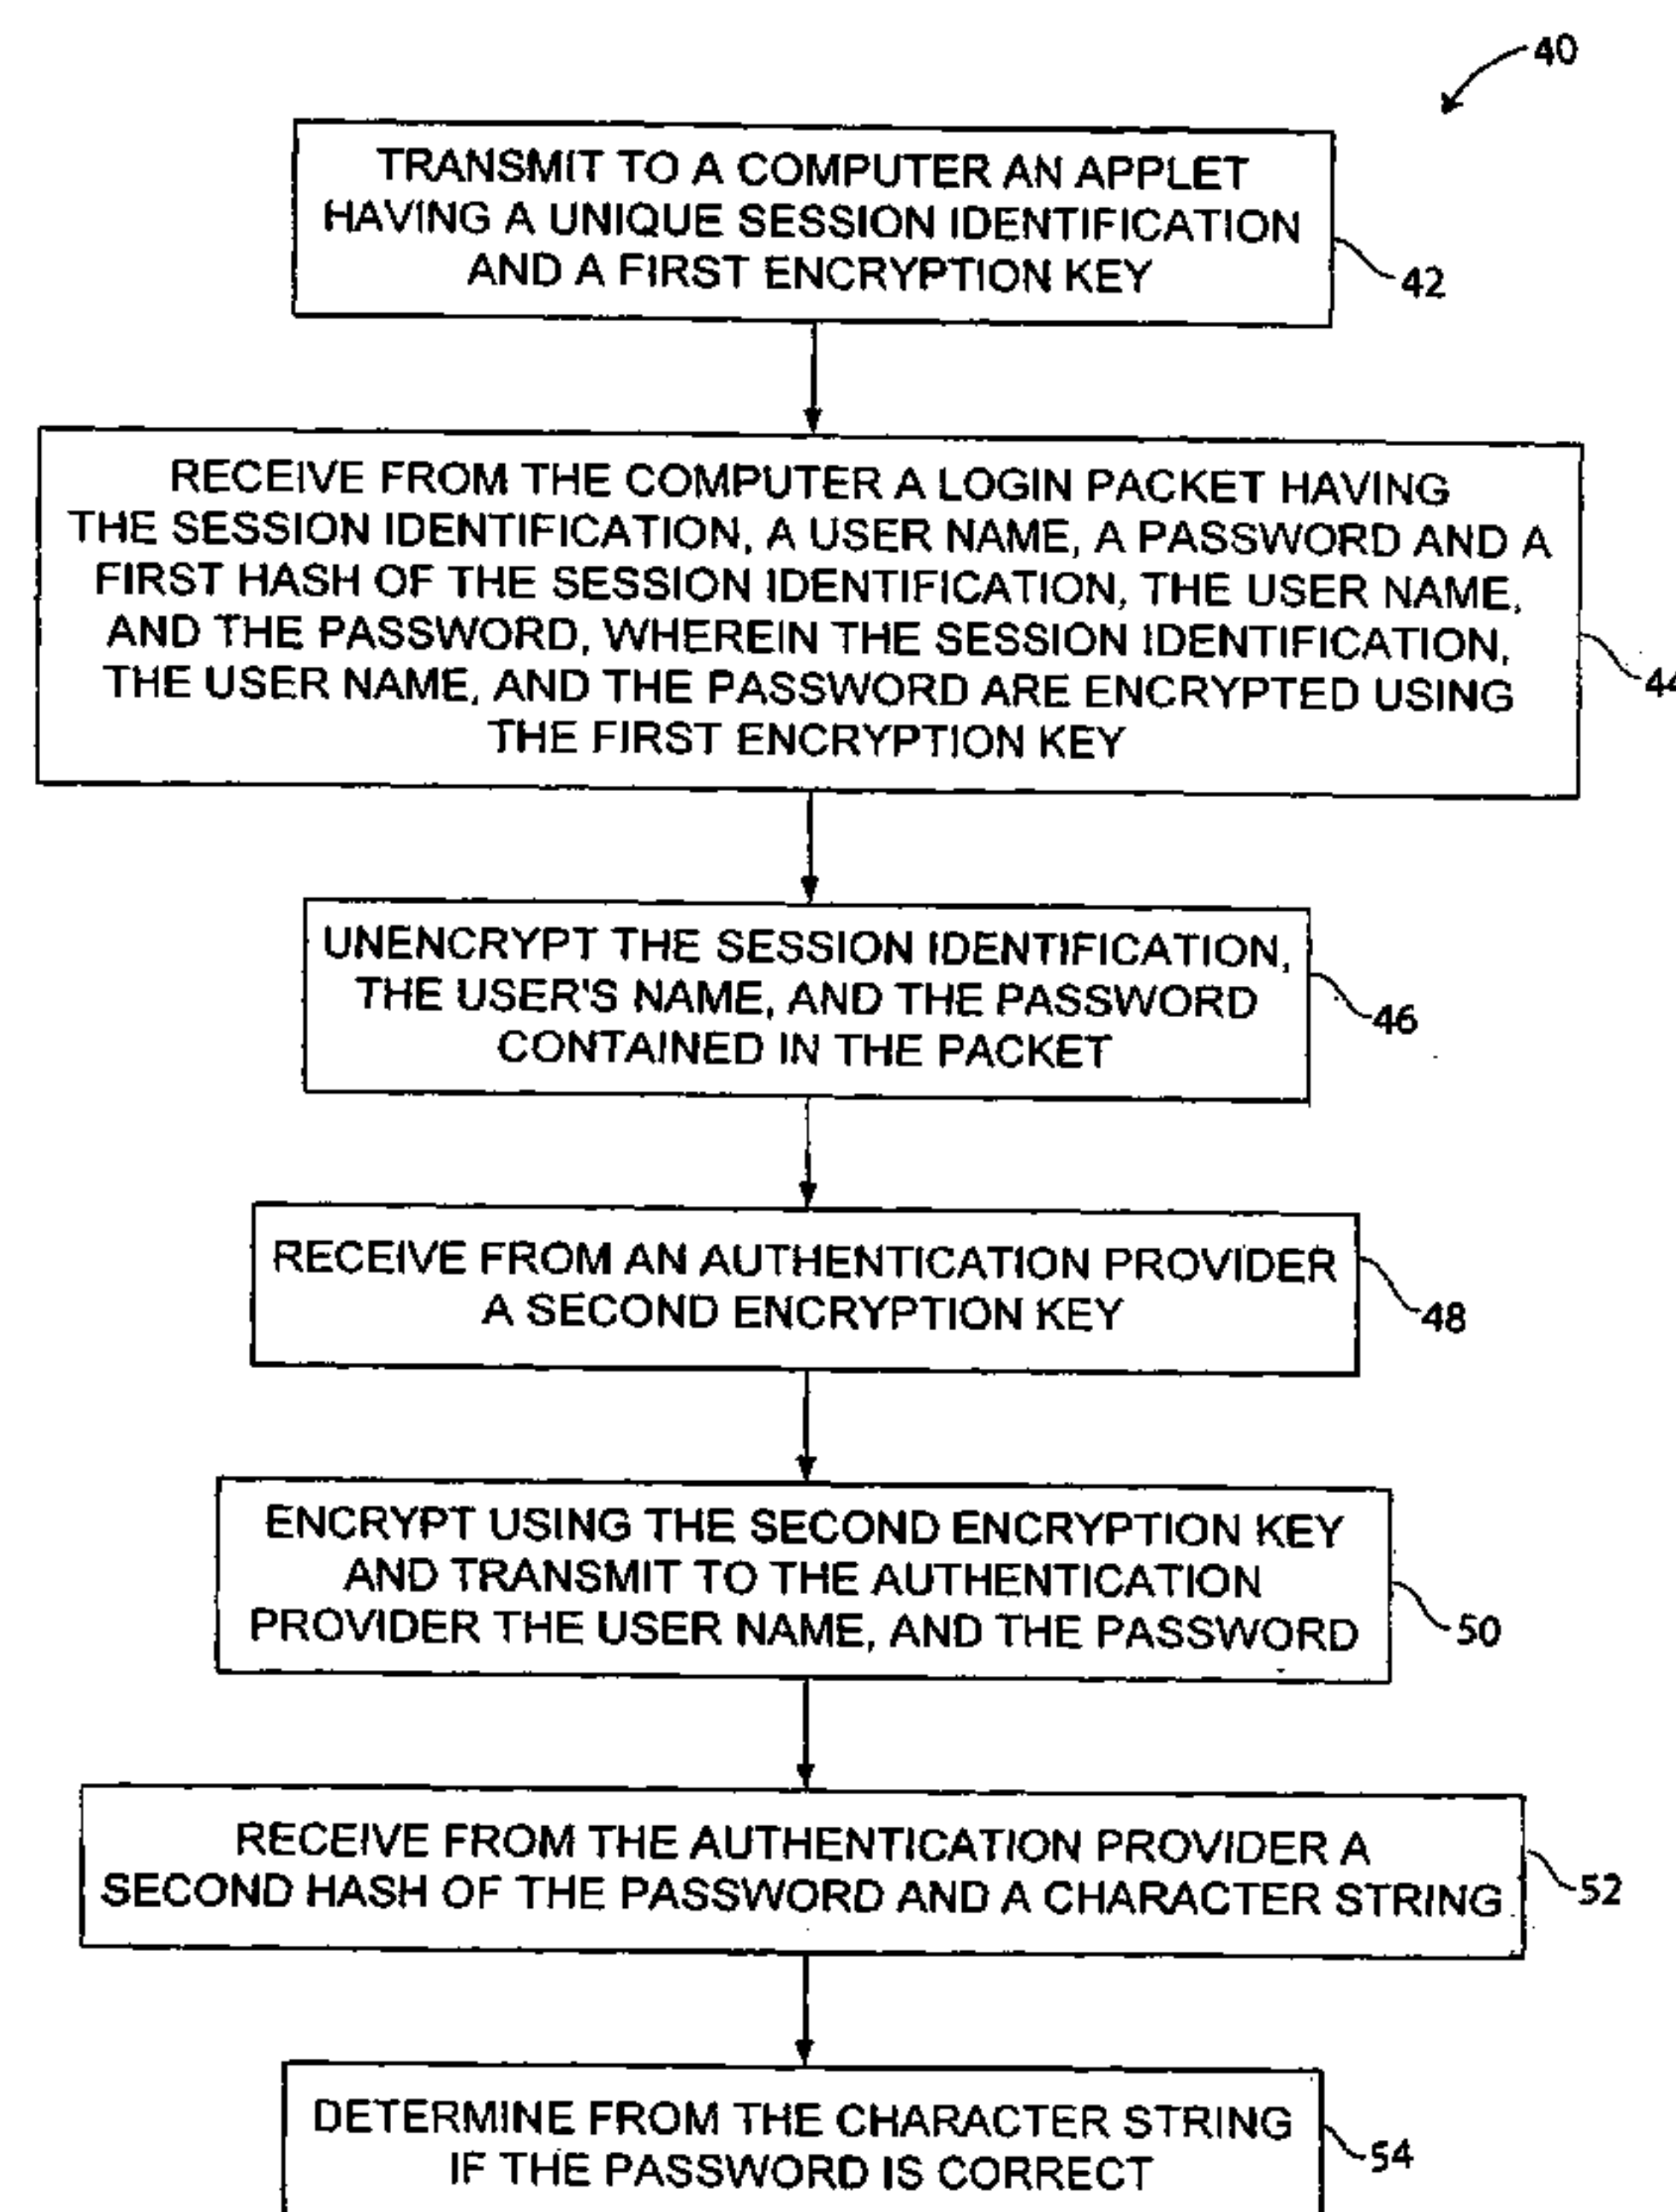 40
TRANSMIT TO A COMPUTER AN APPLET
HAVING A UNIQUE SESSION IDENTIFICATION
AND A FIRST ENCRYPTION KEY
42
RECEIVE FROM THE COMPUTER A LOGIN PACKET HAVING
THE SESSION IDENTIFICATION, A USER NAME, A PASSWORD AND A
FIRST HASH OF THE SESSION IDENTIFICATION, THE USER NAME,
AND THE PASSWORD, WHEREIN THE SESSION IDENTIFICATION,
THE USER NAME, AND THE PASSWORD ARE ENCRYPTED USING
THE FIRST ENCRYPTION KEY
44
UNENCRYPT THE SESSION IDENTIFICATION,
THE USER'S NAME, AND THE PASSWORD
CONTAINED IN THE PACKET
46
RECEIVE FROM AN AUTHENTICATION PROVIDER
A SECOND ENCRYPTION KEY
48
ENCRYPT USING THE SECOND ENCRYPTION KEY
AND TRANSMIT TO THE AUTHENTICATION
PROVIDER THE USER NAME, AND THE PASSWORD
50
RECEIVE FROM THE AUTHENTICATION PROVIDER A
SECOND HASH OF THE PASSWORD AND A CHARACTER STRING
52
DETERMINE FROM THE CHARACTER STRING
IF THE PASSWORD IS CORRECT
54